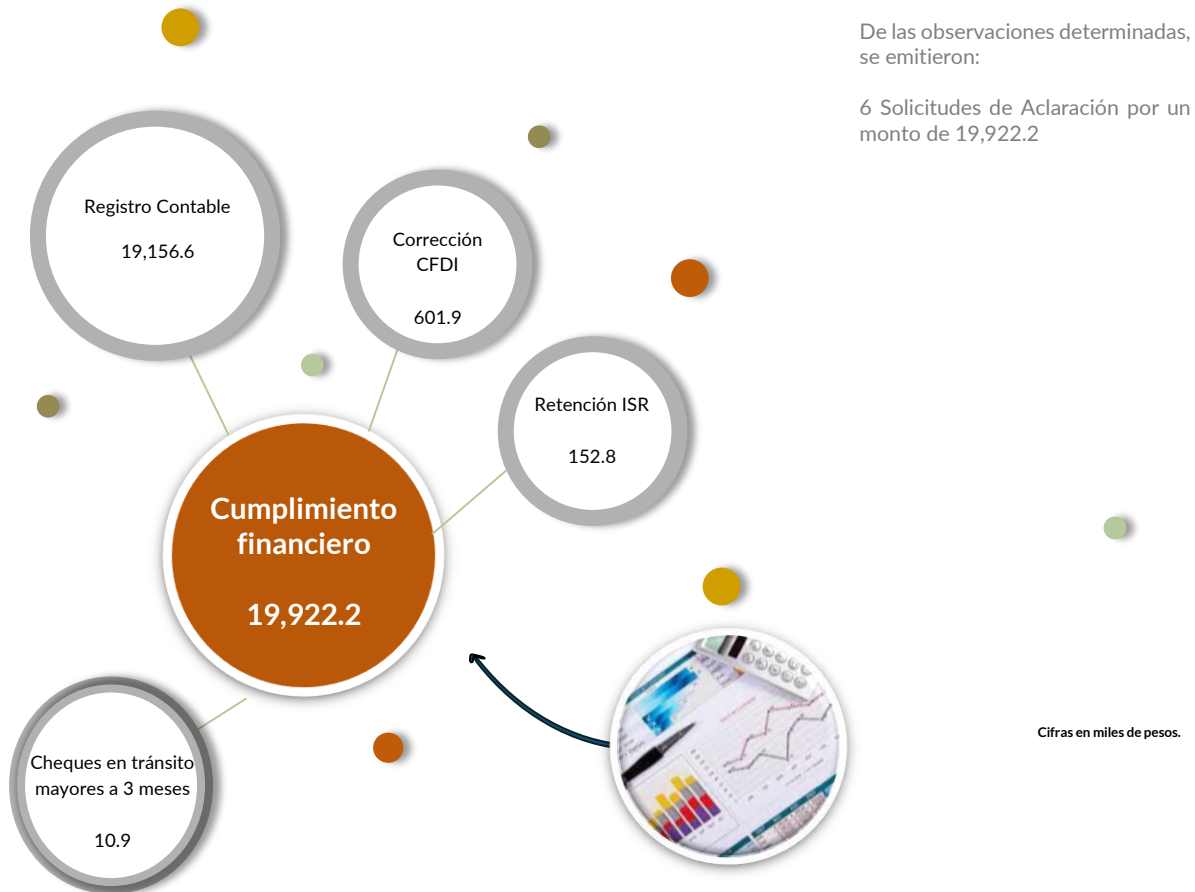 De las observaciones determinadas,
se emitieron:
6 Solicitudes de Aclaración por un
monto de 19,922.2
Registro Contable
19,156.6
Corrección
CFDI
601.9
Retención ISR
152.8
Cumplimiento
financiero
19,922.2
Cheques en tránsito
mayores a 3 meses
10.9
Cifras en miles de pesos.